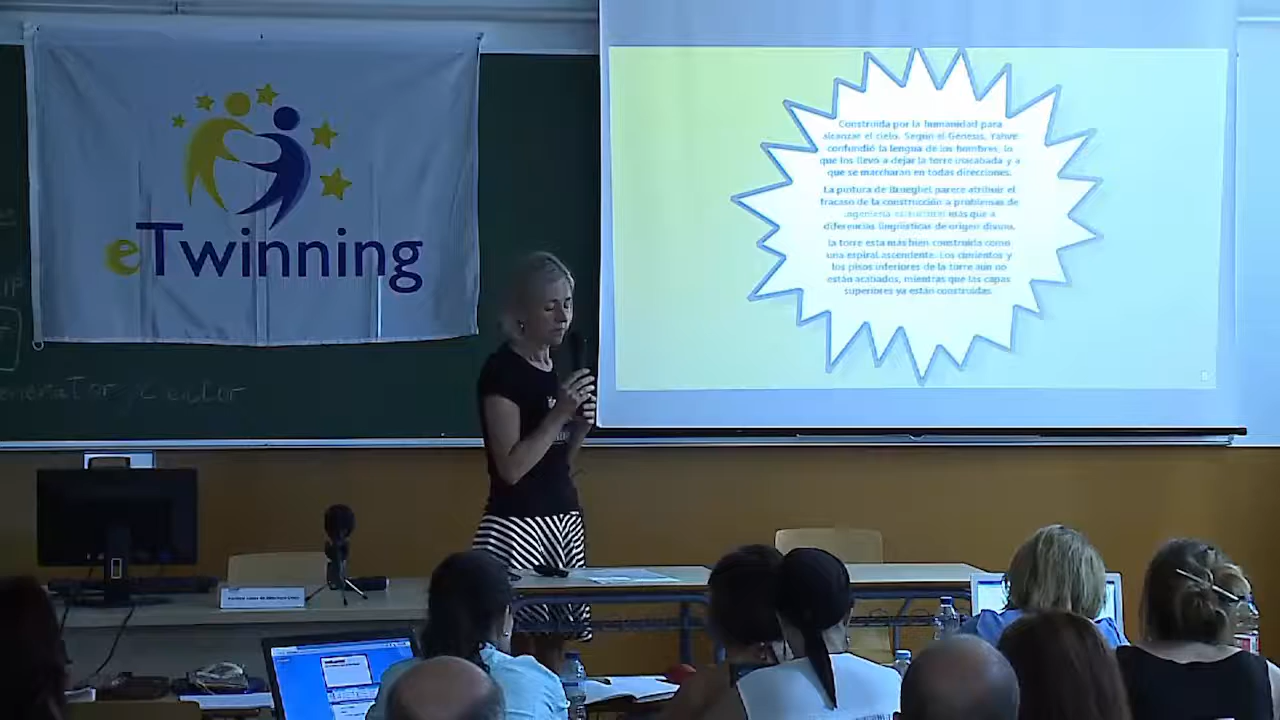 eTwinning
Construida por la humanidad para
alcanzar el cielo. Según el Génesis, Yahvé
confundió la lengua de los hombres, lo
que los llevó a dejar la torre inacabada y a
que se marcharan en todas direcciones.
La pintura de Brueghel parece atribuir el
fracaso de la construcción a problemas de
ingeniería estructural más que a
diferencias lingüísticas de origen divino.
La torre está más bien construida como
una espiral ascendente. Los cimientos y
los pisos inferiores de la torre aún no
están acabados, mientras que las capas
superiores ya están construidas.